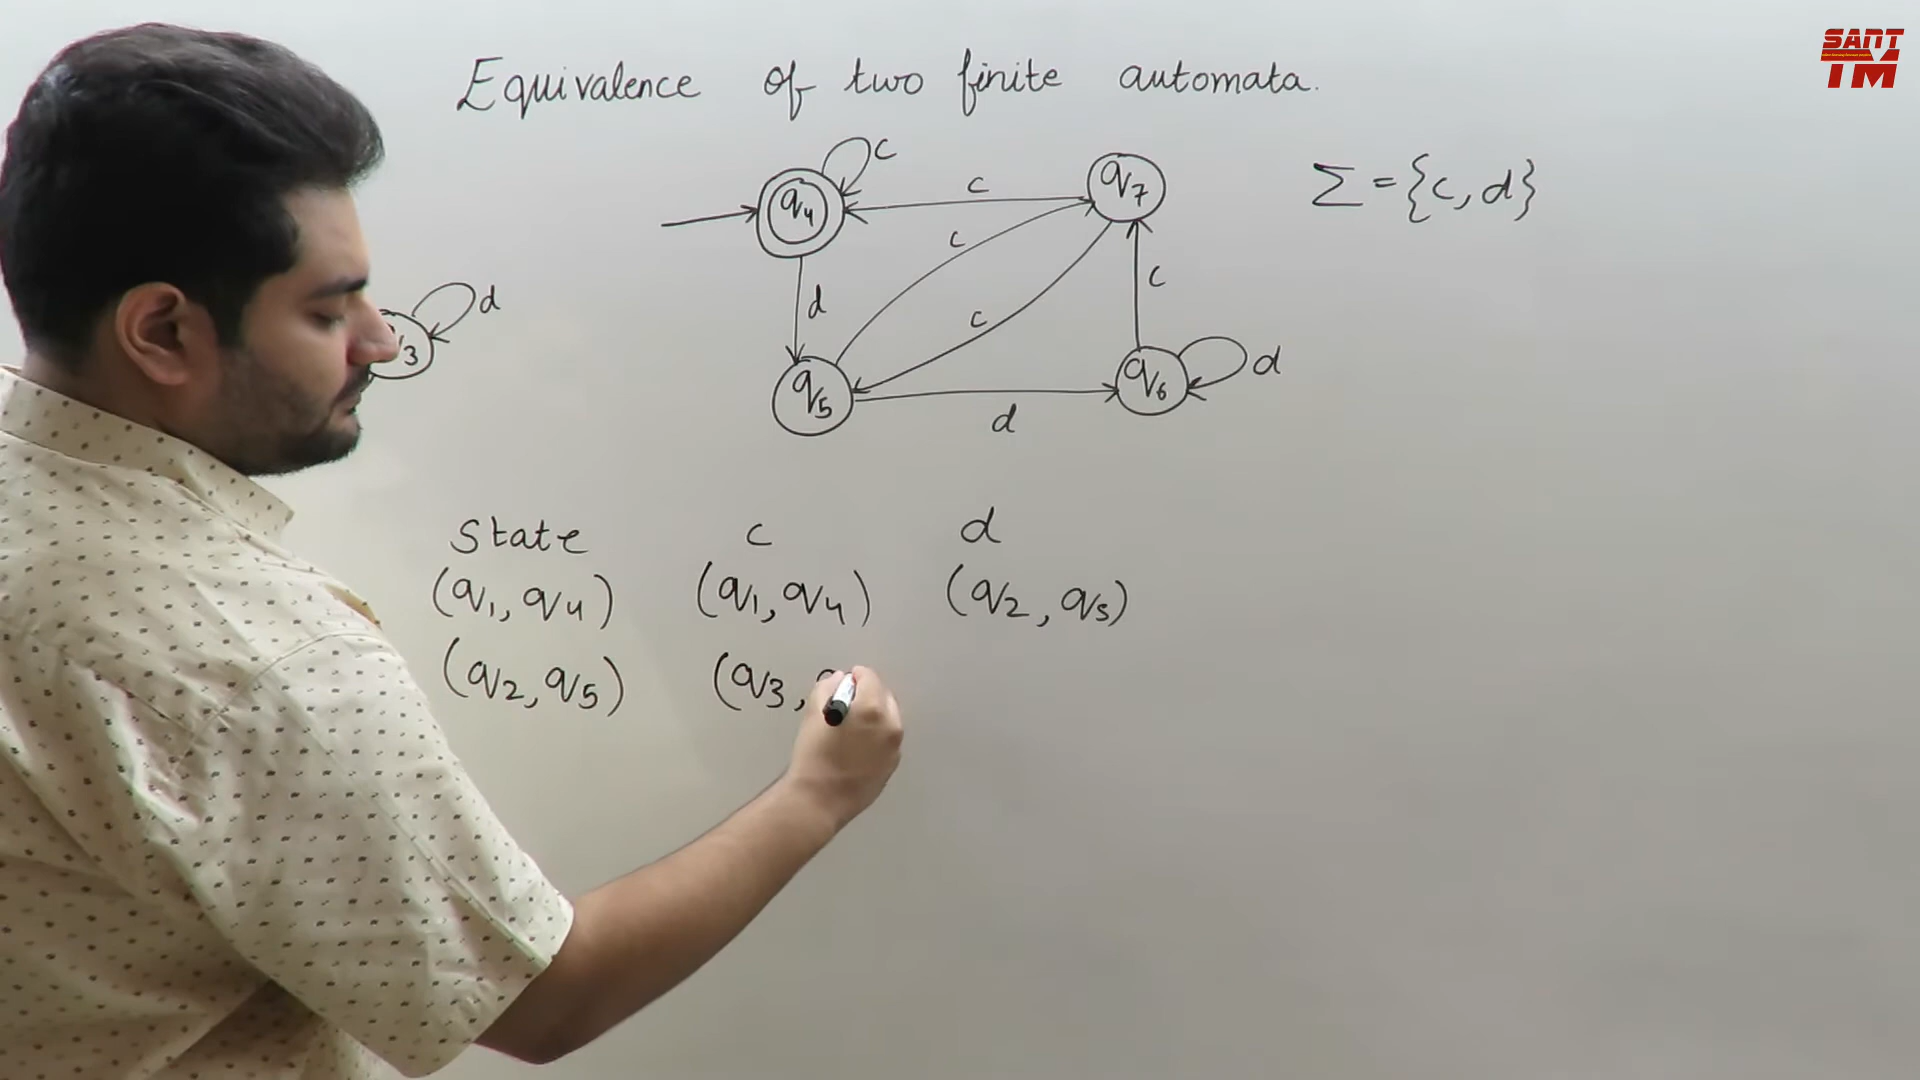 SANT
TM
Equivalence of two finite automata.
c
q4
c
q7
Σ = {c, d}
c
d
d
c
c
3
q5
q6
d
d
State c d
(q1, q4) (q1, q4) (q2, q5)
(q2, q5) (q3,